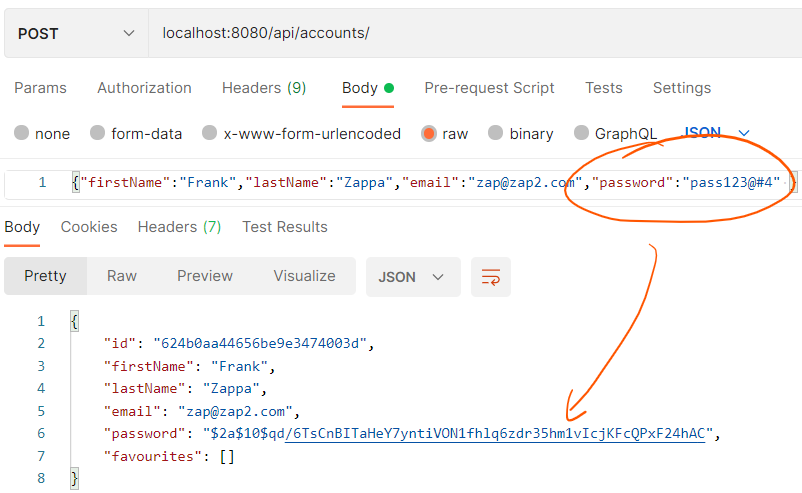 POST localhost:8080/api/accounts/
Params Authorization Headers (9) Body Pre-request Script Tests Settings
none form-data x-www-form-urlencoded raw binary GraphQL JSON
1 {"firstName":"Frank","lastName":"Zappa","email":"zap@zap2.com","password":"pass123@#4" }
Body Cookies Headers (7) Test Results
Pretty Raw Preview Visualize JSON
1 {
2 "id": "624b0aa44656be9e3474003d",
3 "firstName": "Frank",
4 "lastName": "Zappa",
5 "email": "zap@zap2.com",
6 "password": "$2a$10$qd/6TsCnBITaHeY7yntiVON1fhlq6zdr35hm1vIcjKFcQPxF24hAC",
7 "favourites": []
8 }